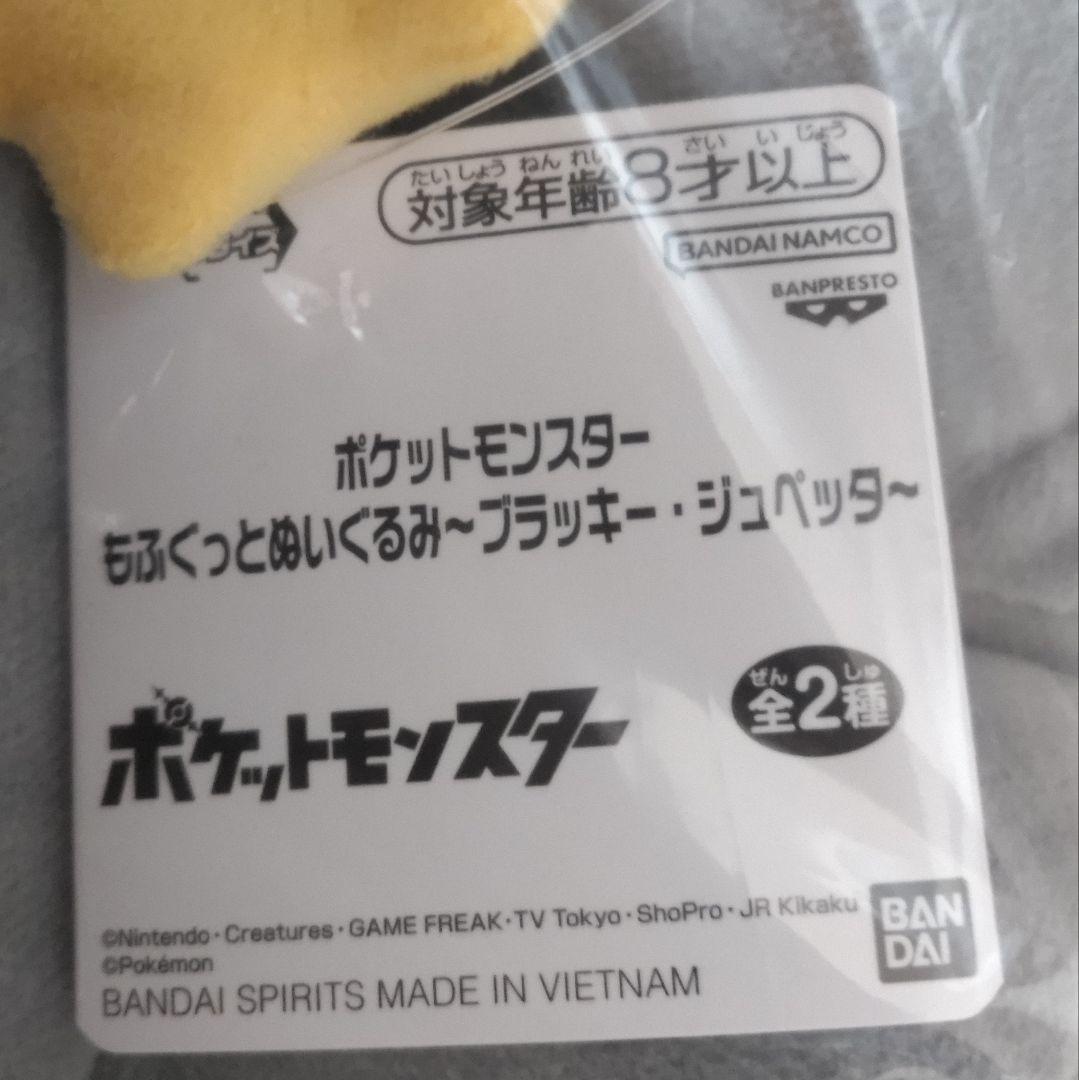 たいしょうねんれい さいいじょう
対象年齢8才以上
BANDAI NAMCO
BANPRESTO
ポケットモンスター
もふぐっとぬいぐるみ~ブラッキー・ジュペッタ~
ポケットモンスター
ぜん しゅ
全2種
©Nintendo・Creatures・GAME FREAK・TV Tokyo・ShoPro・JR Kikaku
©Pokémon
BANDAI SPIRITS MADE IN VIETNAM
BAN
DAI